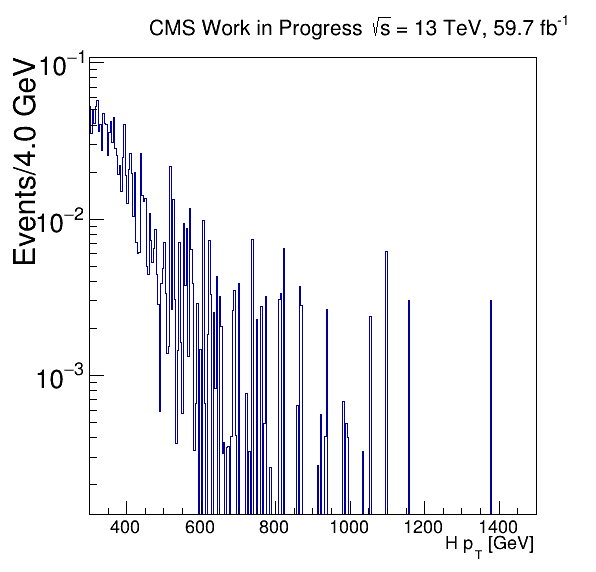 CMS Work in Progress √s = 13 TeV, 59.7 fb⁻¹
Events/4.0 GeV
10⁻¹
10⁻²
10⁻³
400 600 800 1000 1200 1400
H p_T [GeV]